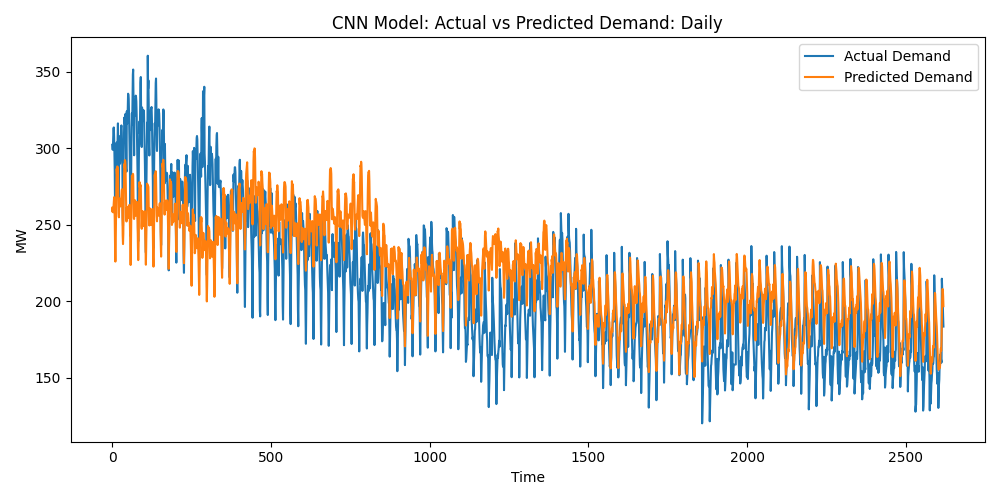 CNN Model: Actual vs Predicted Demand: Daily
Actual Demand
Predicted Demand
MW
350
300
250
200
150
0 500 1000 1500 2000 2500
Time